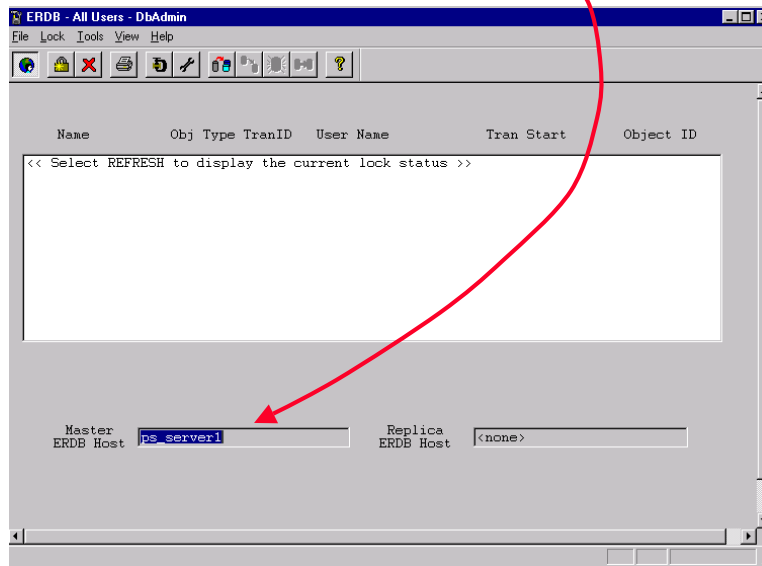 ERDB - All Users - DbAdmin
File Lock Tools View Help
Name Obj Type TranID User Name Tran Start Object ID
<< Select REFRESH to display the current lock status >>
Master ERDB Host ps_server1
Replica ERDB Host <none>